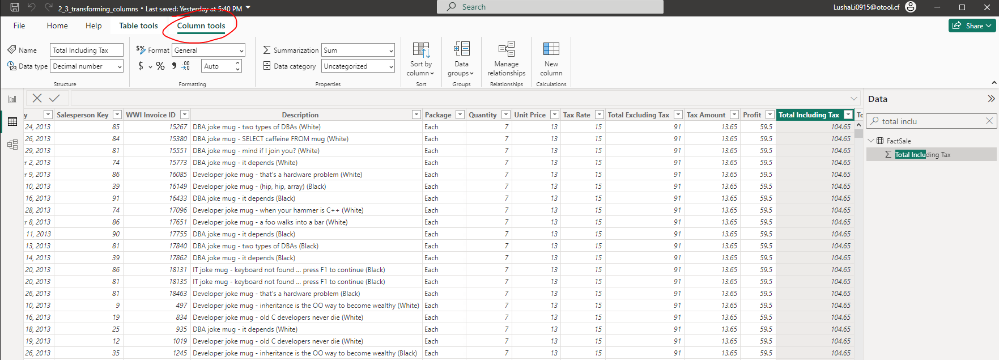 2_3_transforming_columns • Last saved: Yesterday at 5:40 PM
Search
LushaLi0915@otool.cf
File Home Help Table tools Column tools
Share
Name Total Including Tax
Data type Decimal number
Structure
Format General
$ % Auto
Formatting
Summarization Sum
Data category Uncategorized
Properties
Sort by
column
Sort
Data
groups
Groups
Manage
relationships
Relationships
New
column
Calculations
y Salesperson Key WWI Invoice ID Description Package Quantity Unit Price Tax Rate Total Excluding Tax Tax Amount Profit Total Including Tax To
24, 2013 85 15267 DBA joke mug - two types of DBAs (White) Each 7 13 15 91 13.65 59.5 104.65
26, 2013 84 15380 DBA joke mug - SELECT caffeine FROM mug (White) Each 7 13 15 91 13.65 59.5 104.65
29, 2013 81 15551 DBA joke mug - mind if I join you? (White) Each 7 13 15 91 13.65 59.5 104.65
r 2, 2013 74 15773 DBA joke mug - it depends (White) Each 7 13 15 91 13.65 59.5 104.65
r 9, 2013 86 16085 Developer joke mug - that's a hardware problem (White) Each 7 13 15 91 13.65 59.5 104.65
10, 2013 39 16149 Developer joke mug - (hip, hip, array) (Black) Each 7 13 15 91 13.65 59.5 104.65
16, 2013 91 16433 DBA joke mug - it depends (Black) Each 7 13 15 91 13.65 59.5 104.65
28, 2013 74 17096 Developer joke mug - when your hammer is C++ (White) Each 7 13 15 91 13.65 59.5 104.65
r 8, 2013 86 17651 Developer joke mug - a foo walks into a bar (White) Each 7 13 15 91 13.65 59.5 104.65
11, 2013 90 17755 DBA joke mug - it depends (Black) Each 7 13 15 91 13.65 59.5 104.65
13, 2013 81 17840 DBA joke mug - two types of DBAs (Black) Each 7 13 15 91 13.65 59.5 104.65
14, 2013 39 17862 DBA joke mug - it depends (Black) Each 7 13 15 91 13.65 59.5 104.65
20, 2013 86 18131 IT joke mug - keyboard not found ... press F1 to continue (Black) Each 7 13 15 91 13.65 59.5 104.65
20, 2013 81 18135 IT joke mug - keyboard not found ... press F1 to continue (Black) Each 7 13 15 91 13.65 59.5 104.65
26, 2013 81 18463 Developer joke mug - that's a hardware problem (Black) Each 7 13 15 91 13.65 59.5 104.65
10, 2013 9 497 Developer joke mug - inheritance is the OO way to become wealthy (White) Each 7 13 15 91 13.65 59.5 104.65
16, 2013 19 834 Developer joke mug - old C developers never die (White) Each 7 13 15 91 13.65 59.5 104.65
18, 2013 25 935 DBA joke mug - it depends (White) Each 7 13 15 91 13.65 59.5 104.65
19, 2013 12 1019 Developer joke mug - old C developers never die (White) Each 7 13 15 91 13.65 59.5 104.65
26, 2013 35 1245 Developer joke mug - inheritance is the OO way to become wealthy (Black) Each 7 13 15 91 13.65 59.5 104.65
Data
total inclu
FactSale
Total Including Tax